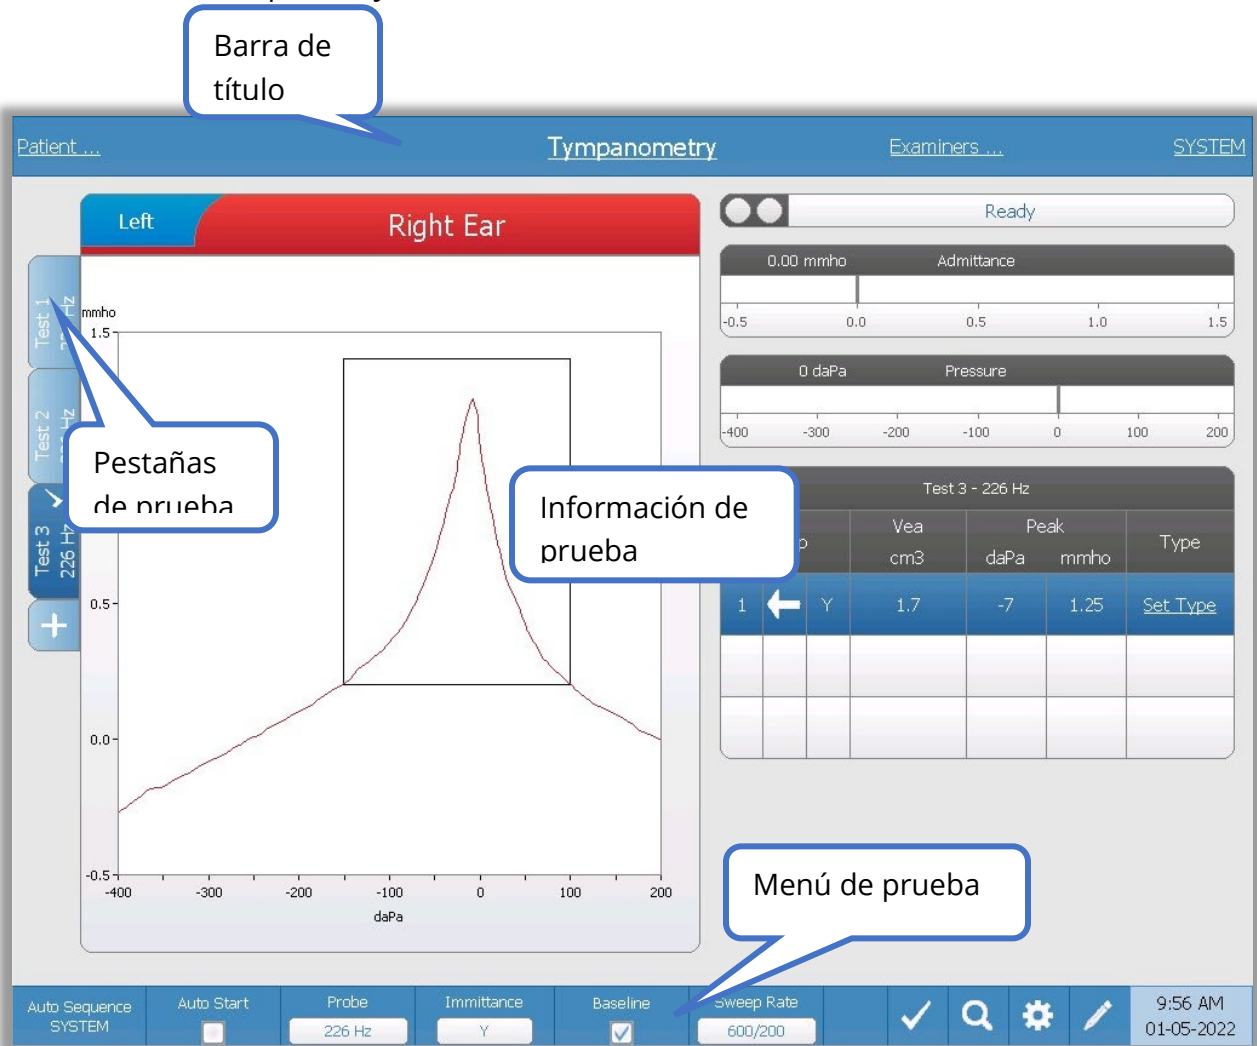 Barra de
título
Patient ...
Tympanometry
Examiners ...
SYSTEM
Left
Right Ear
Ready
0.00 mmho
Admittance
-0.5
0.0
0.5
1.0
1.5
0 daPa
Pressure
-400
-300
-200
-100
0
100
200
Test 1
Hz
Test 2
Hz
Test 3
226 Hz
+
Pestañas
de prueba
mmho
1.5
0.5
0.0
-0.5
-400
-300
-200
-100
0
100
200
daPa
Información de
prueba
Test 3 - 226 Hz
Vea
Peak
Type
cm3
daPa
mmho
1
Y
1.7
-7
1.25
Set Type
Menú de prueba
Auto Sequence
SYSTEM
Auto Start
Probe
226 Hz
Immittance
Y
Baseline
Sweep Rate
600/200
9:56 AM
01-05-2022